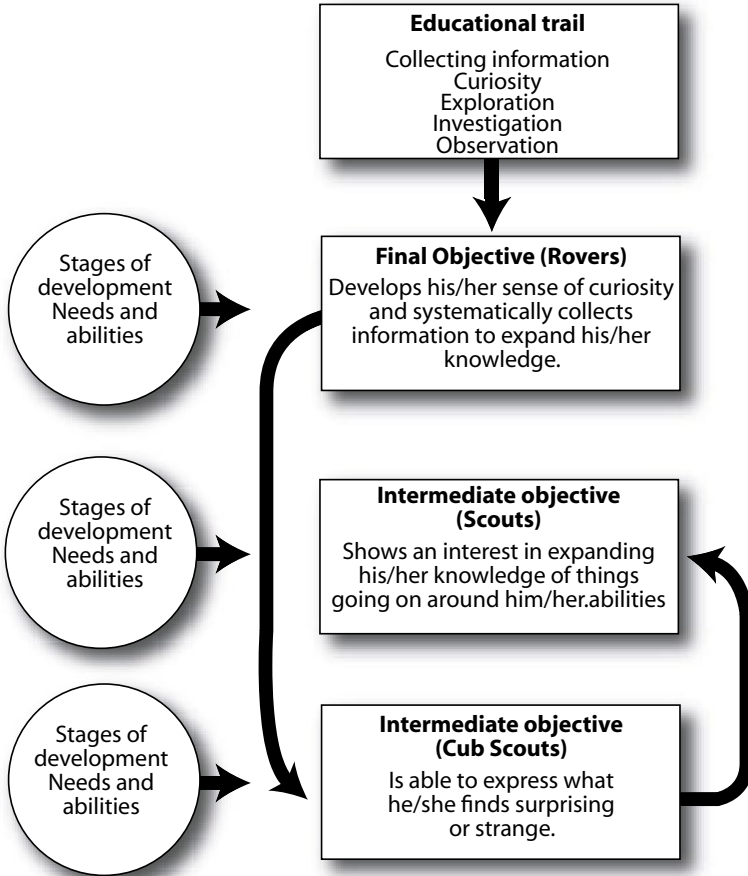 Educational trail
Collecting information
Curiosity
Exploration
Investigation
Observation
Stages of
development
Needs and
abilities
Final Objective (Rovers)
Develops his/her sense of curiosity
and systematically collects
information to expand his/her
knowledge.
Stages of
development
Needs and
abilities
Intermediate objective
(Scouts)
Shows an interest in expanding
his/her knowledge of things
going on around him/her.abilities
Stages of
development
Needs and
abilities
Intermediate objective
(Cub Scouts)
Is able to express what
he/she finds surprising
or strange.